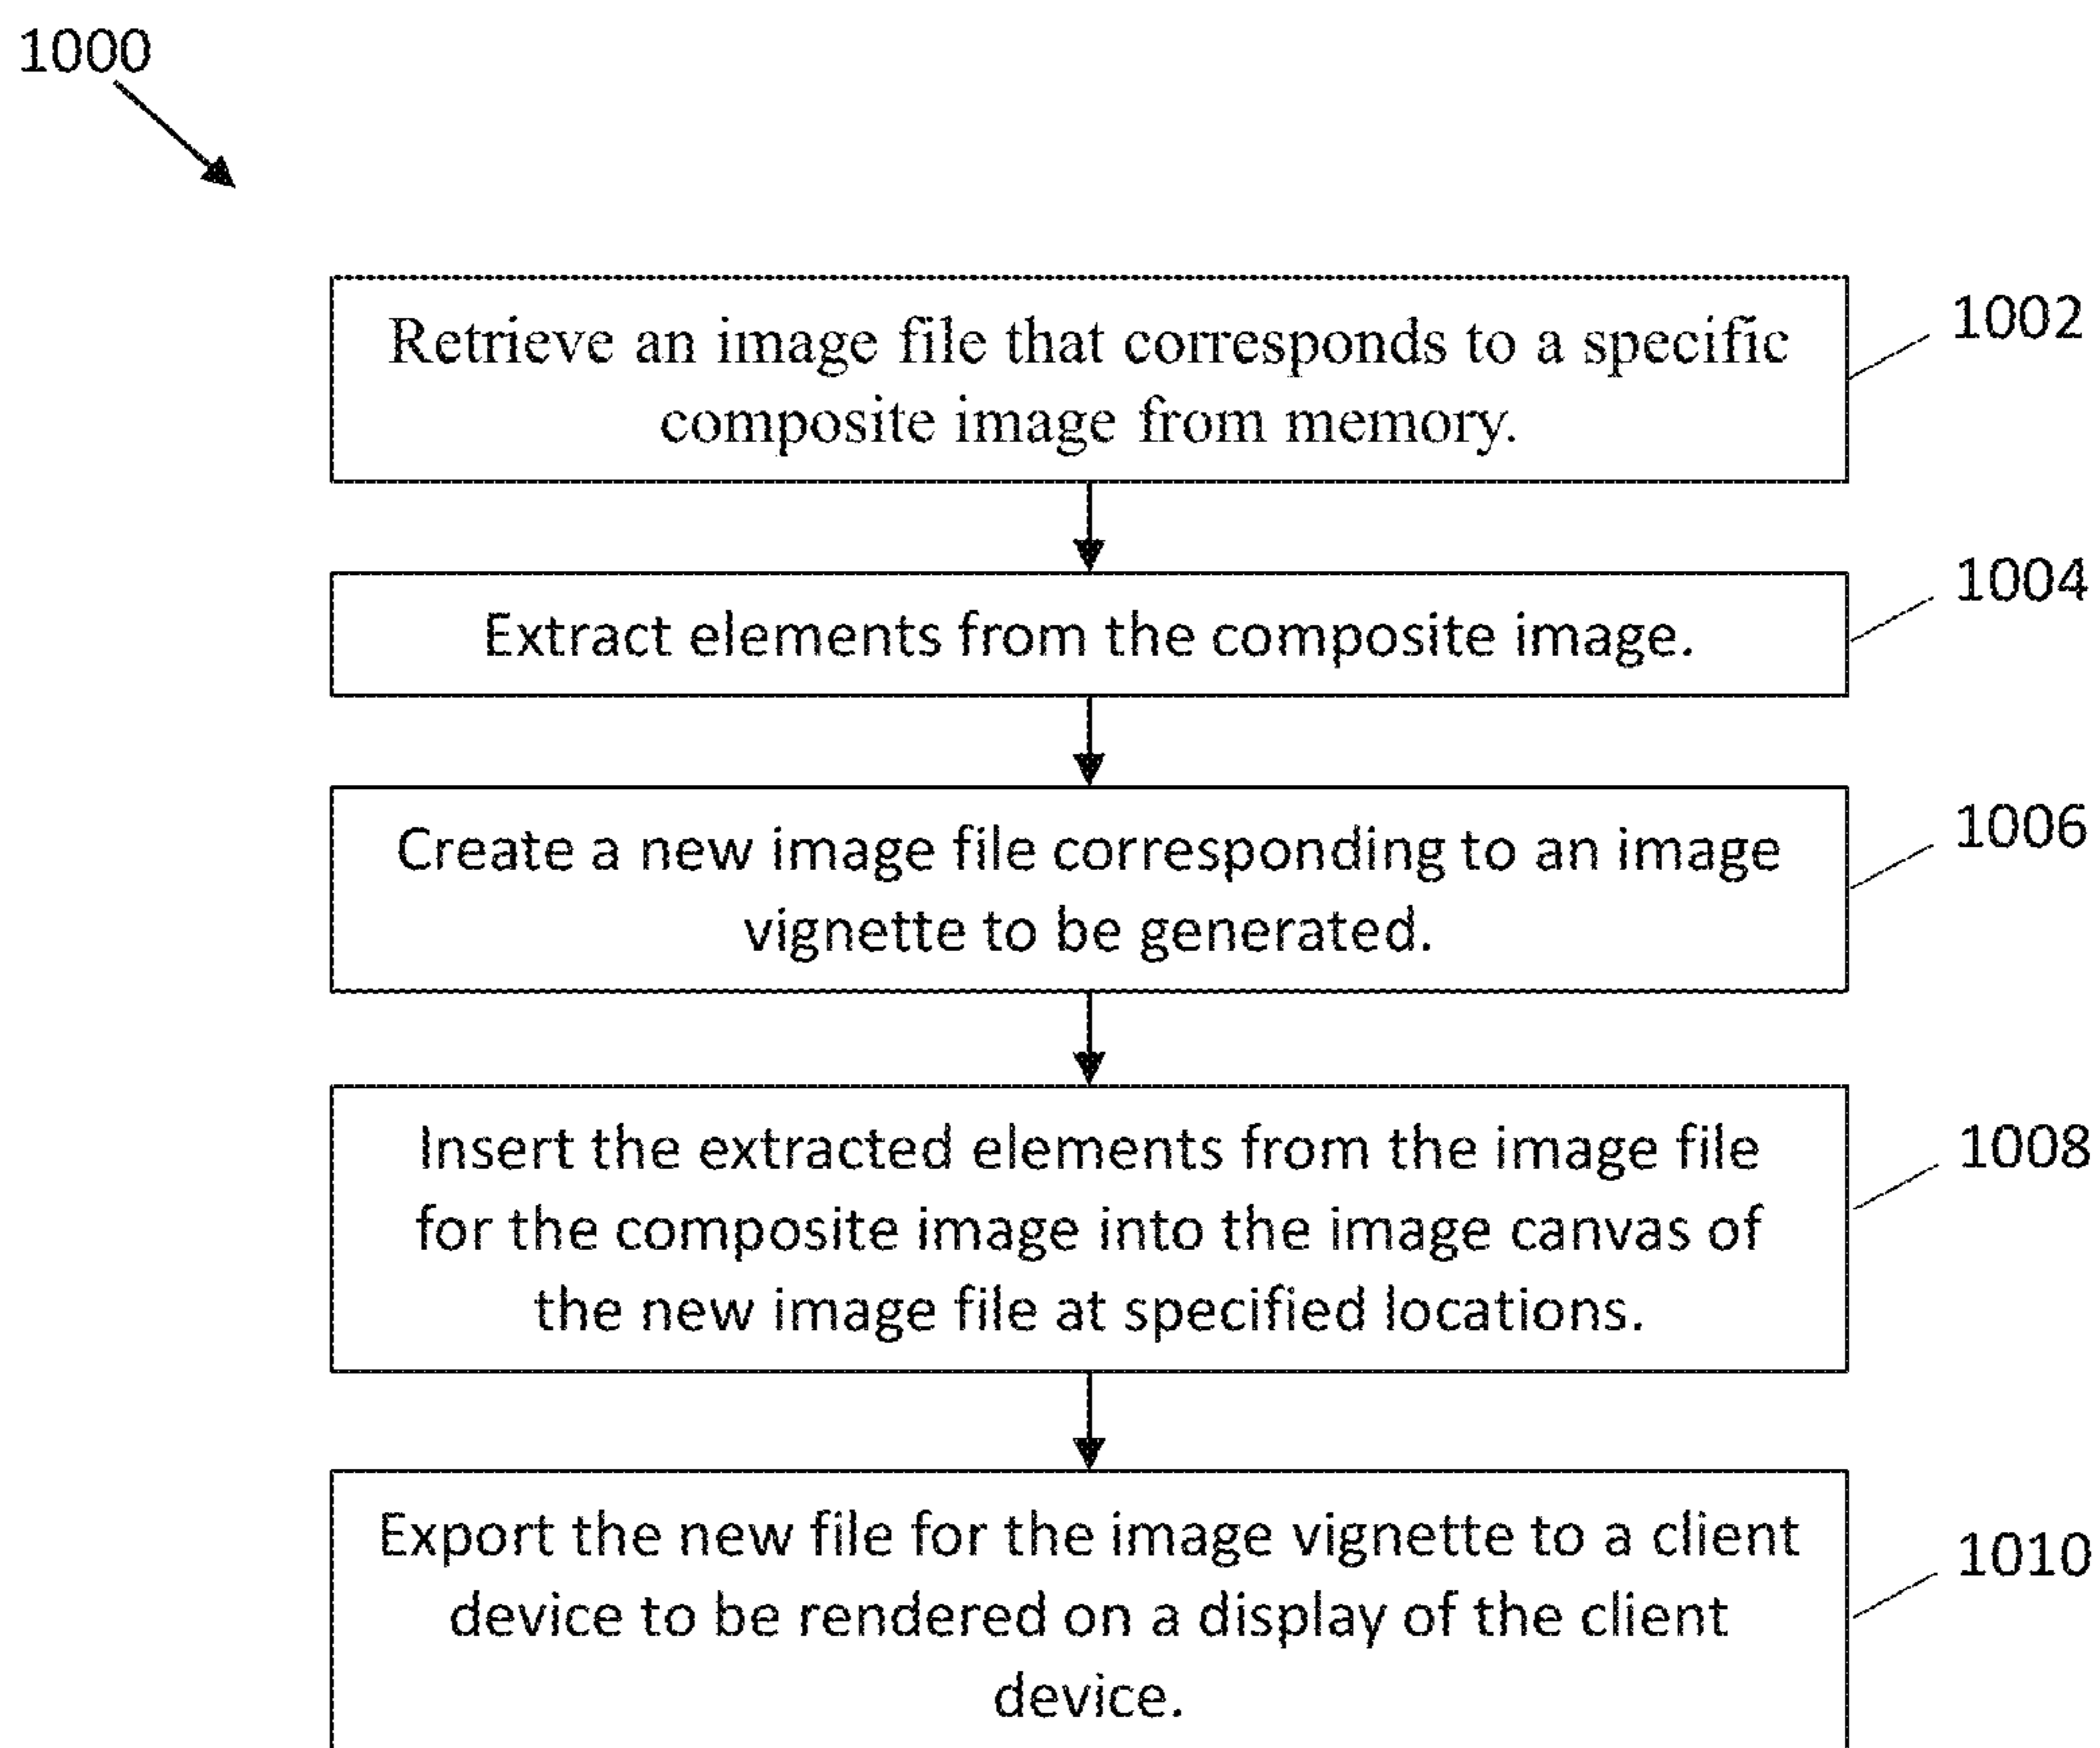 1000
Retrieve an image file that corresponds to a specific
composite image from memory.
1002
Extract elements from the composite image.
1004
Create a new image file corresponding to an image
vignette to be generated.
1006
Insert the extracted elements from the image file
for the composite image into the image canvas of
the new image file at specified locations.
1008
Export the new file for the image vignette to a client
device to be rendered on a display of the client
device.
1010